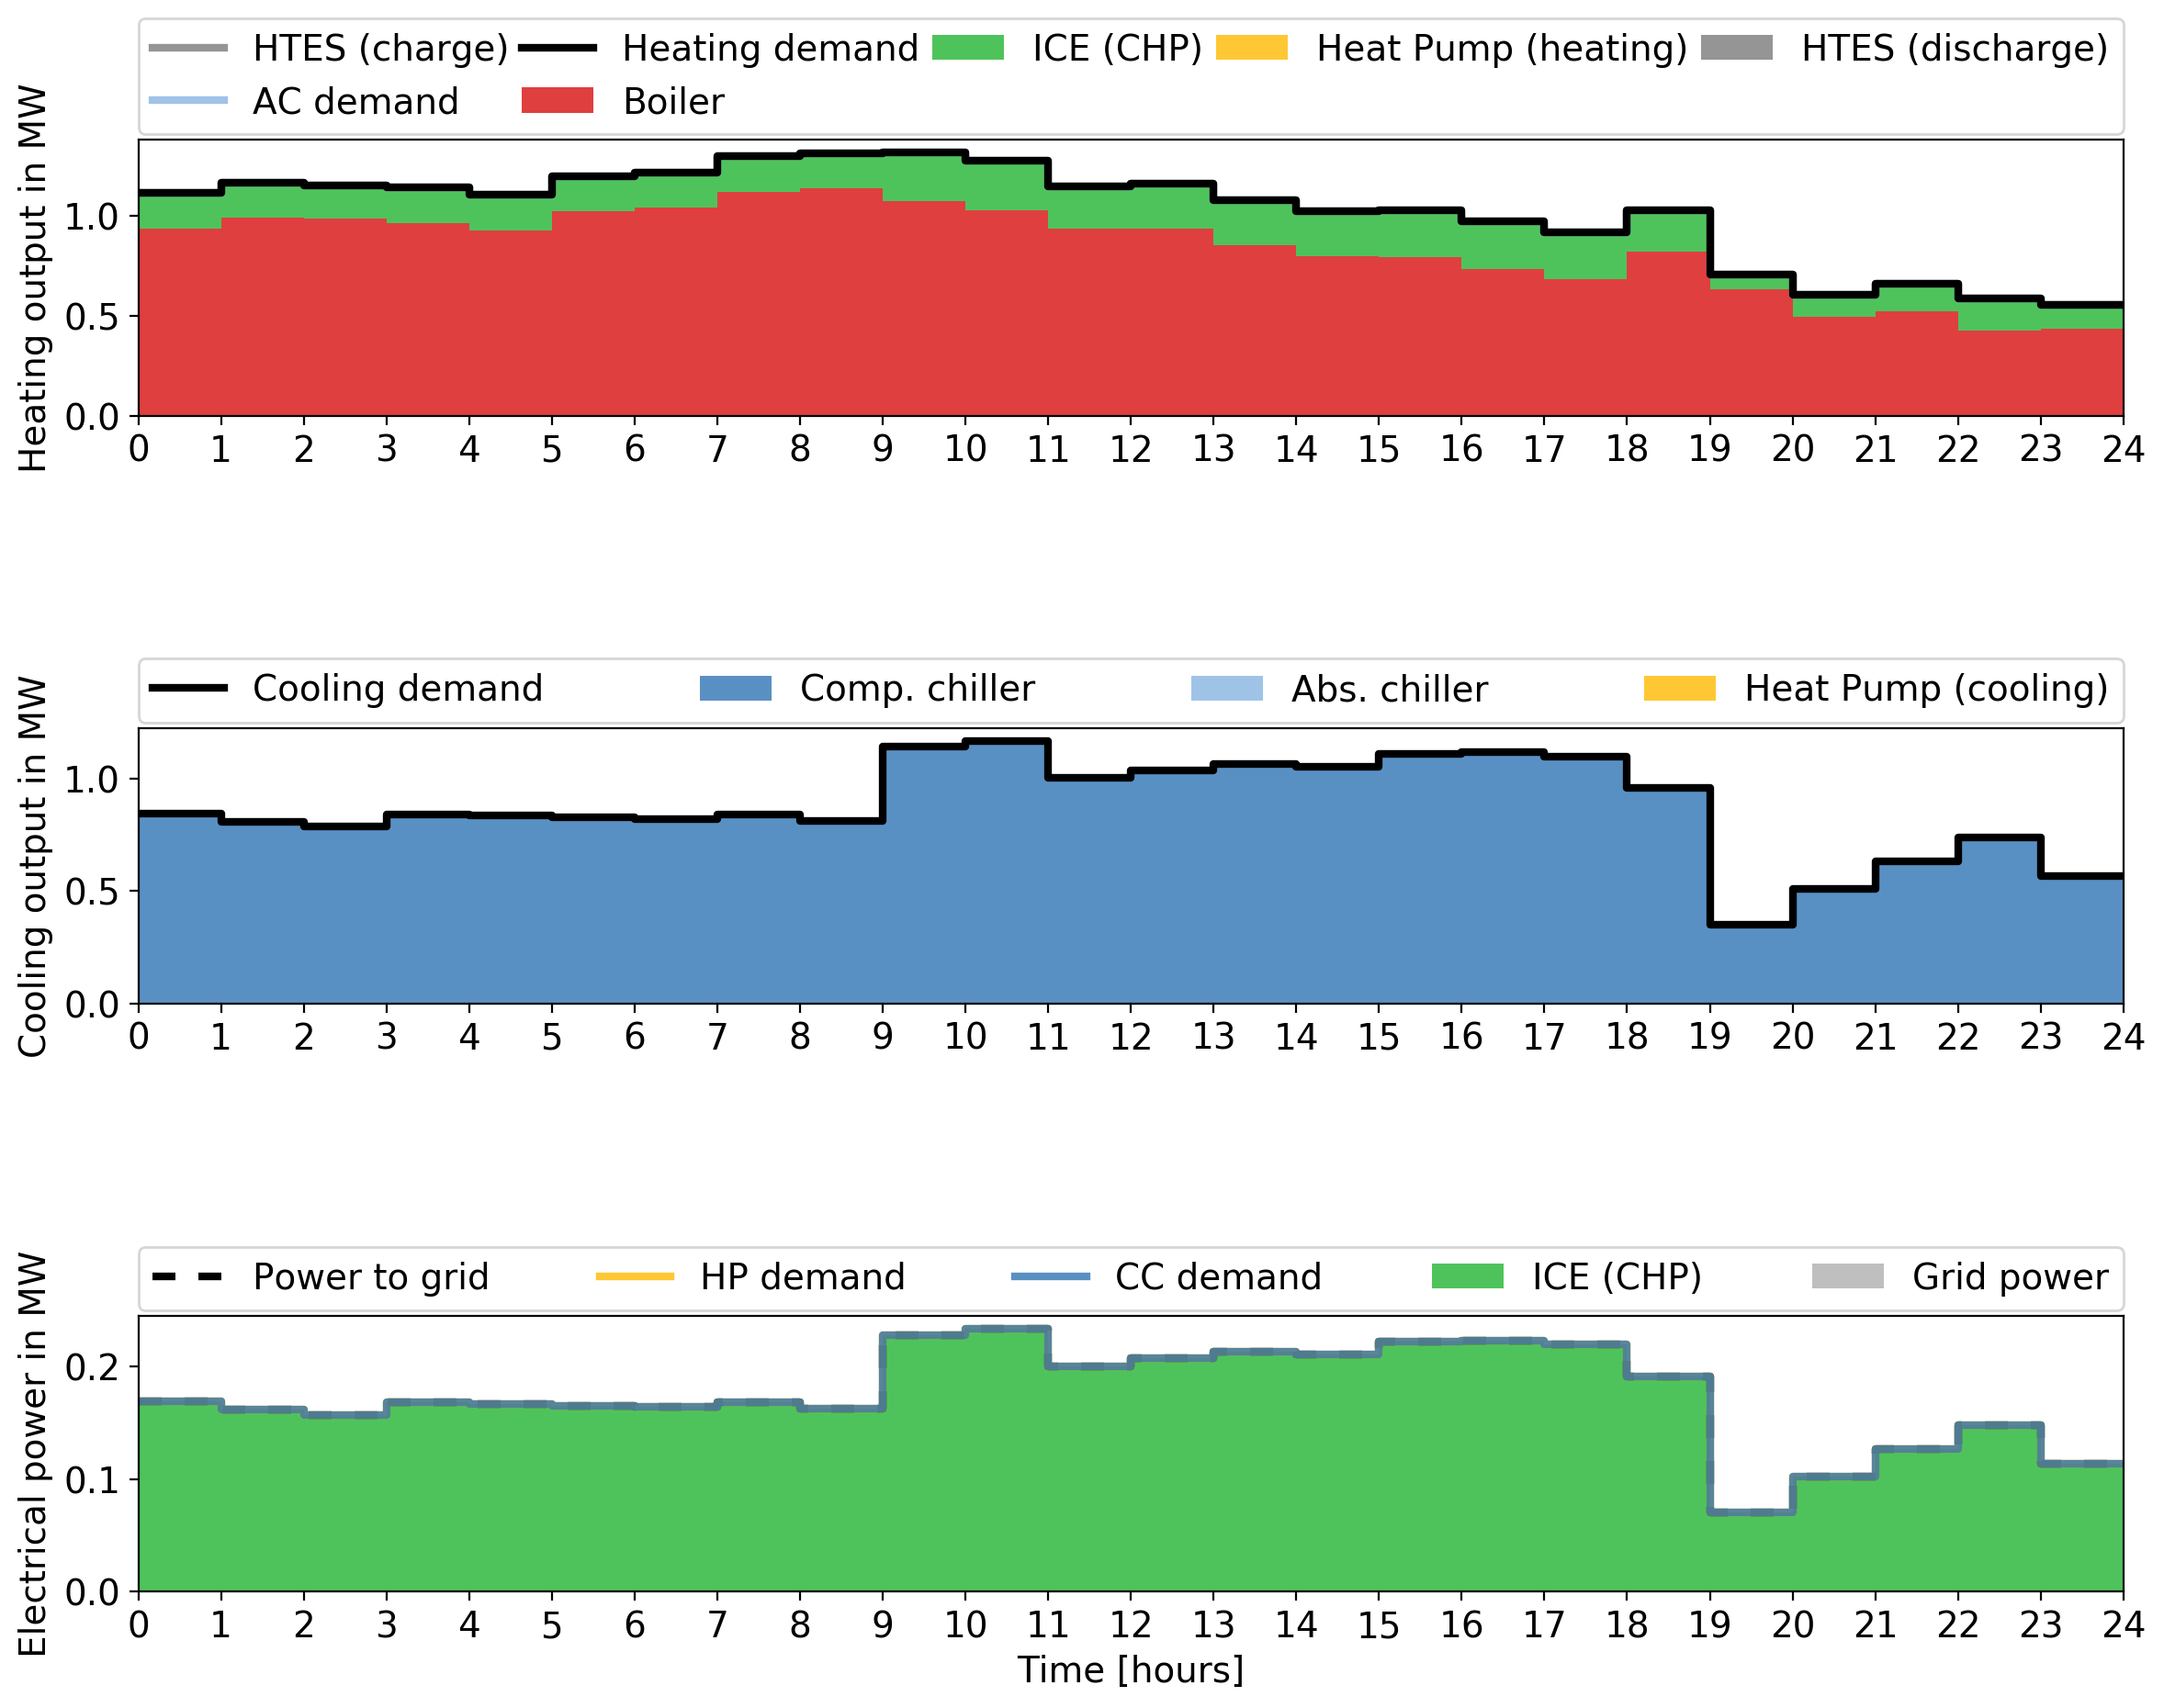 HTES (charge) Heating demand ICE (CHP) Heat Pump (heating) HTES (discharge)
AC demand Boiler
Heating output in MW
1.0
0.5
0.0
0 1 2 3 4 5 6 7 8 9 10 11 12 13 14 15 16 17 18 19 20 21 22 23 24
Cooling demand Comp. chiller Abs. chiller Heat Pump (cooling)
Cooling output in MW
1.0
0.5
0.0
0 1 2 3 4 5 6 7 8 9 10 11 12 13 14 15 16 17 18 19 20 21 22 23 24
Power to grid HP demand CC demand ICE (CHP) Grid power
Electrical power in MW
0.2
0.1
0.0
0 1 2 3 4 5 6 7 8 9 10 11 12 13 14 15 16 17 18 19 20 21 22 23 24
Time [hours]